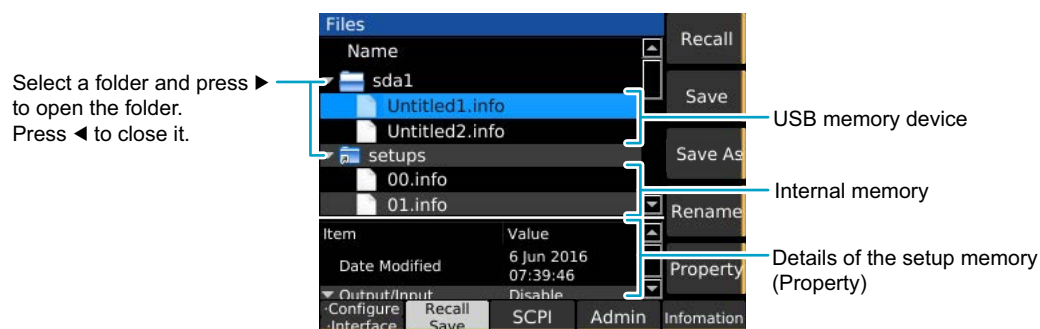 Files
Name
sda1
Untitled1.info
Untitled2.info
setups
00.info
01.info
Item Value
Date Modified 6 Jun 2016
07:39:46
Output/Input Disable
·Configure
·Interface
Recall
Save
SCPI
Admin
Infomation
Recall
Save
Save As
Rename
Property
Select a folder and press ▶
to open the folder.
Press ◀ to close it.
USB memory device
Internal memory
Details of the setup memory
(Property)